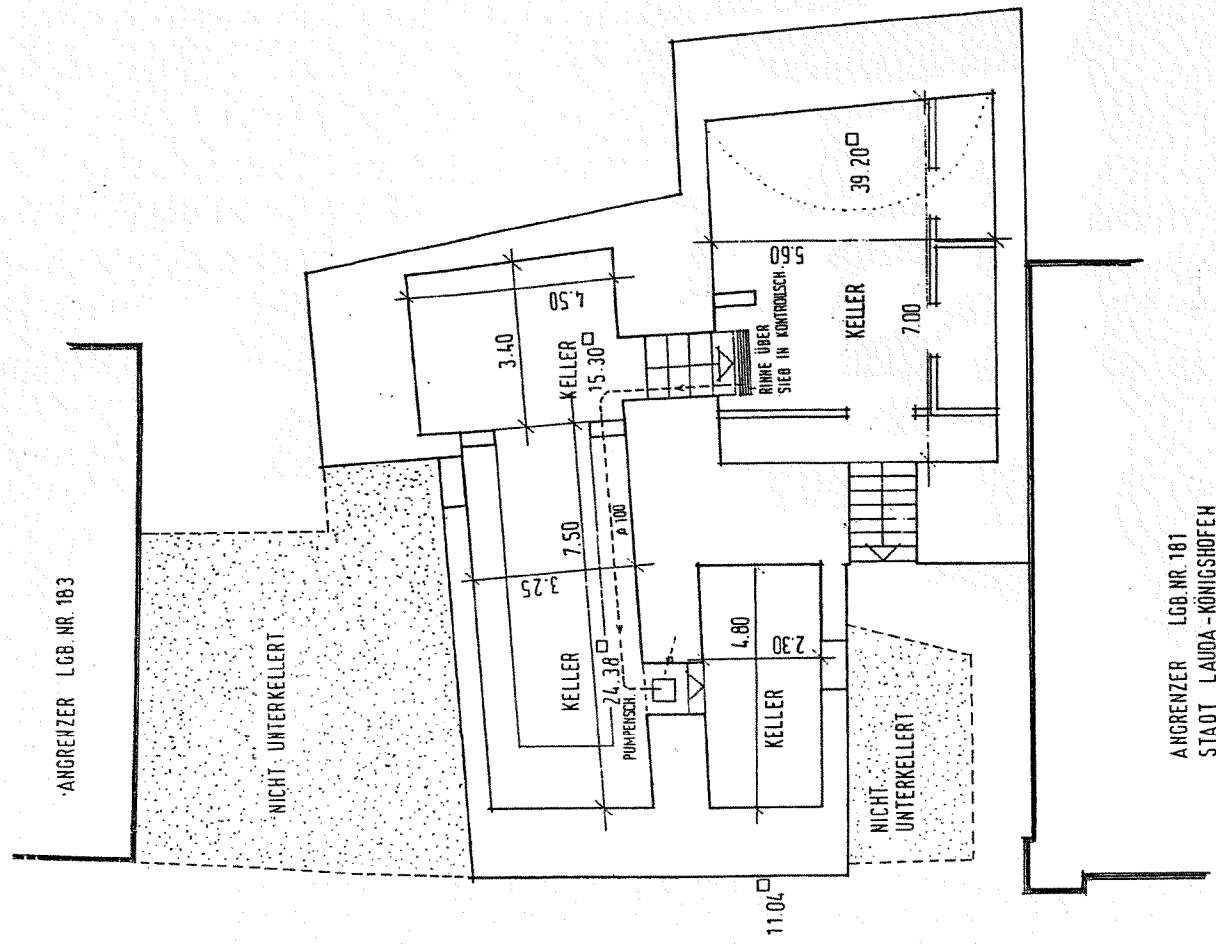 ANGRENZER LGB.NR. 183
NICHT UNTERKELLERT
KELLER
24.38
7.50
3.25
PUMPENSCH.
ø 100
KELLER
15.30
3.40
4.50
RINNE ÜBER
SIEB IN KONTROLLSCH.
KELLER
39.20
5.60
7.00
KELLER
4.80
2.30
11.04
NICHT
UNTERKELLERT
ANGRENZER LGB.NR. 181
STADT LAUDA-KÖNIGSHOFEN